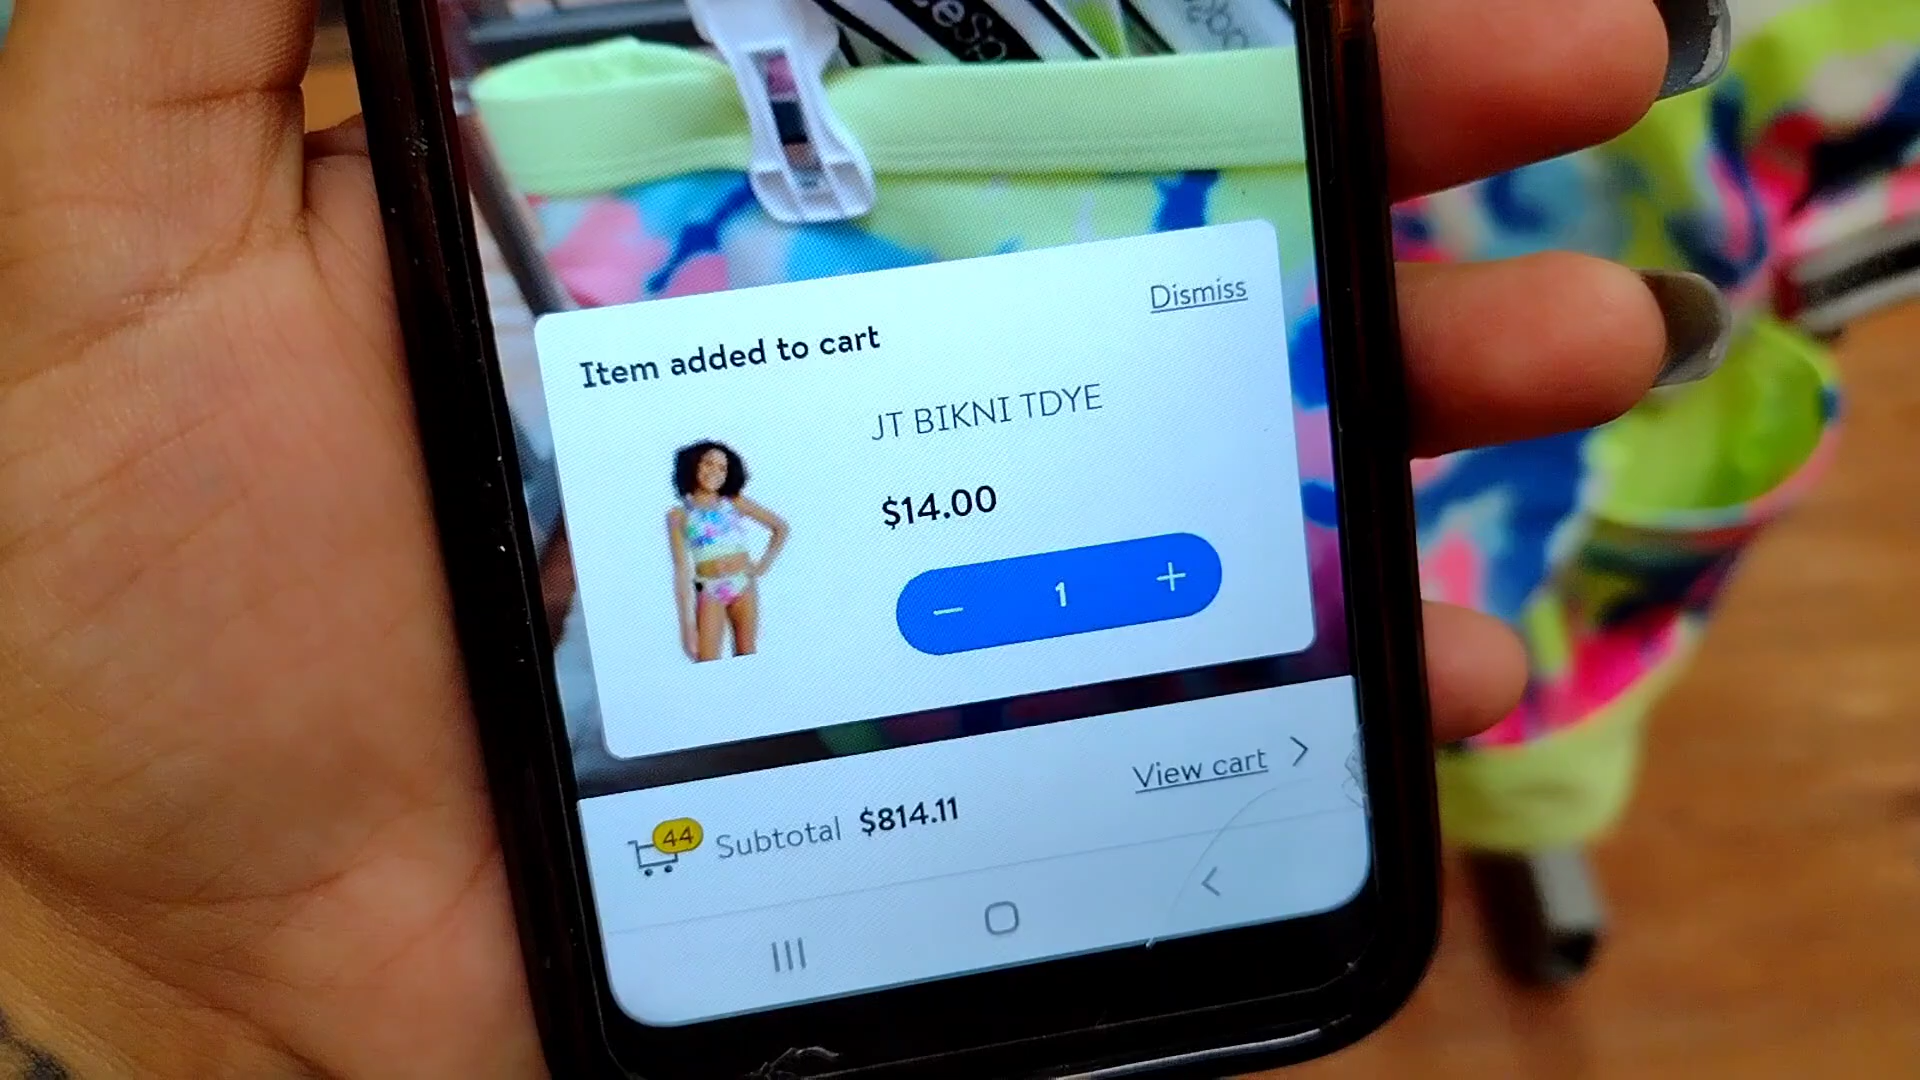 Dismiss
Item added to cart
JT BIKNI TDYE
$14.00
1
View cart
44
Subtotal $814.11